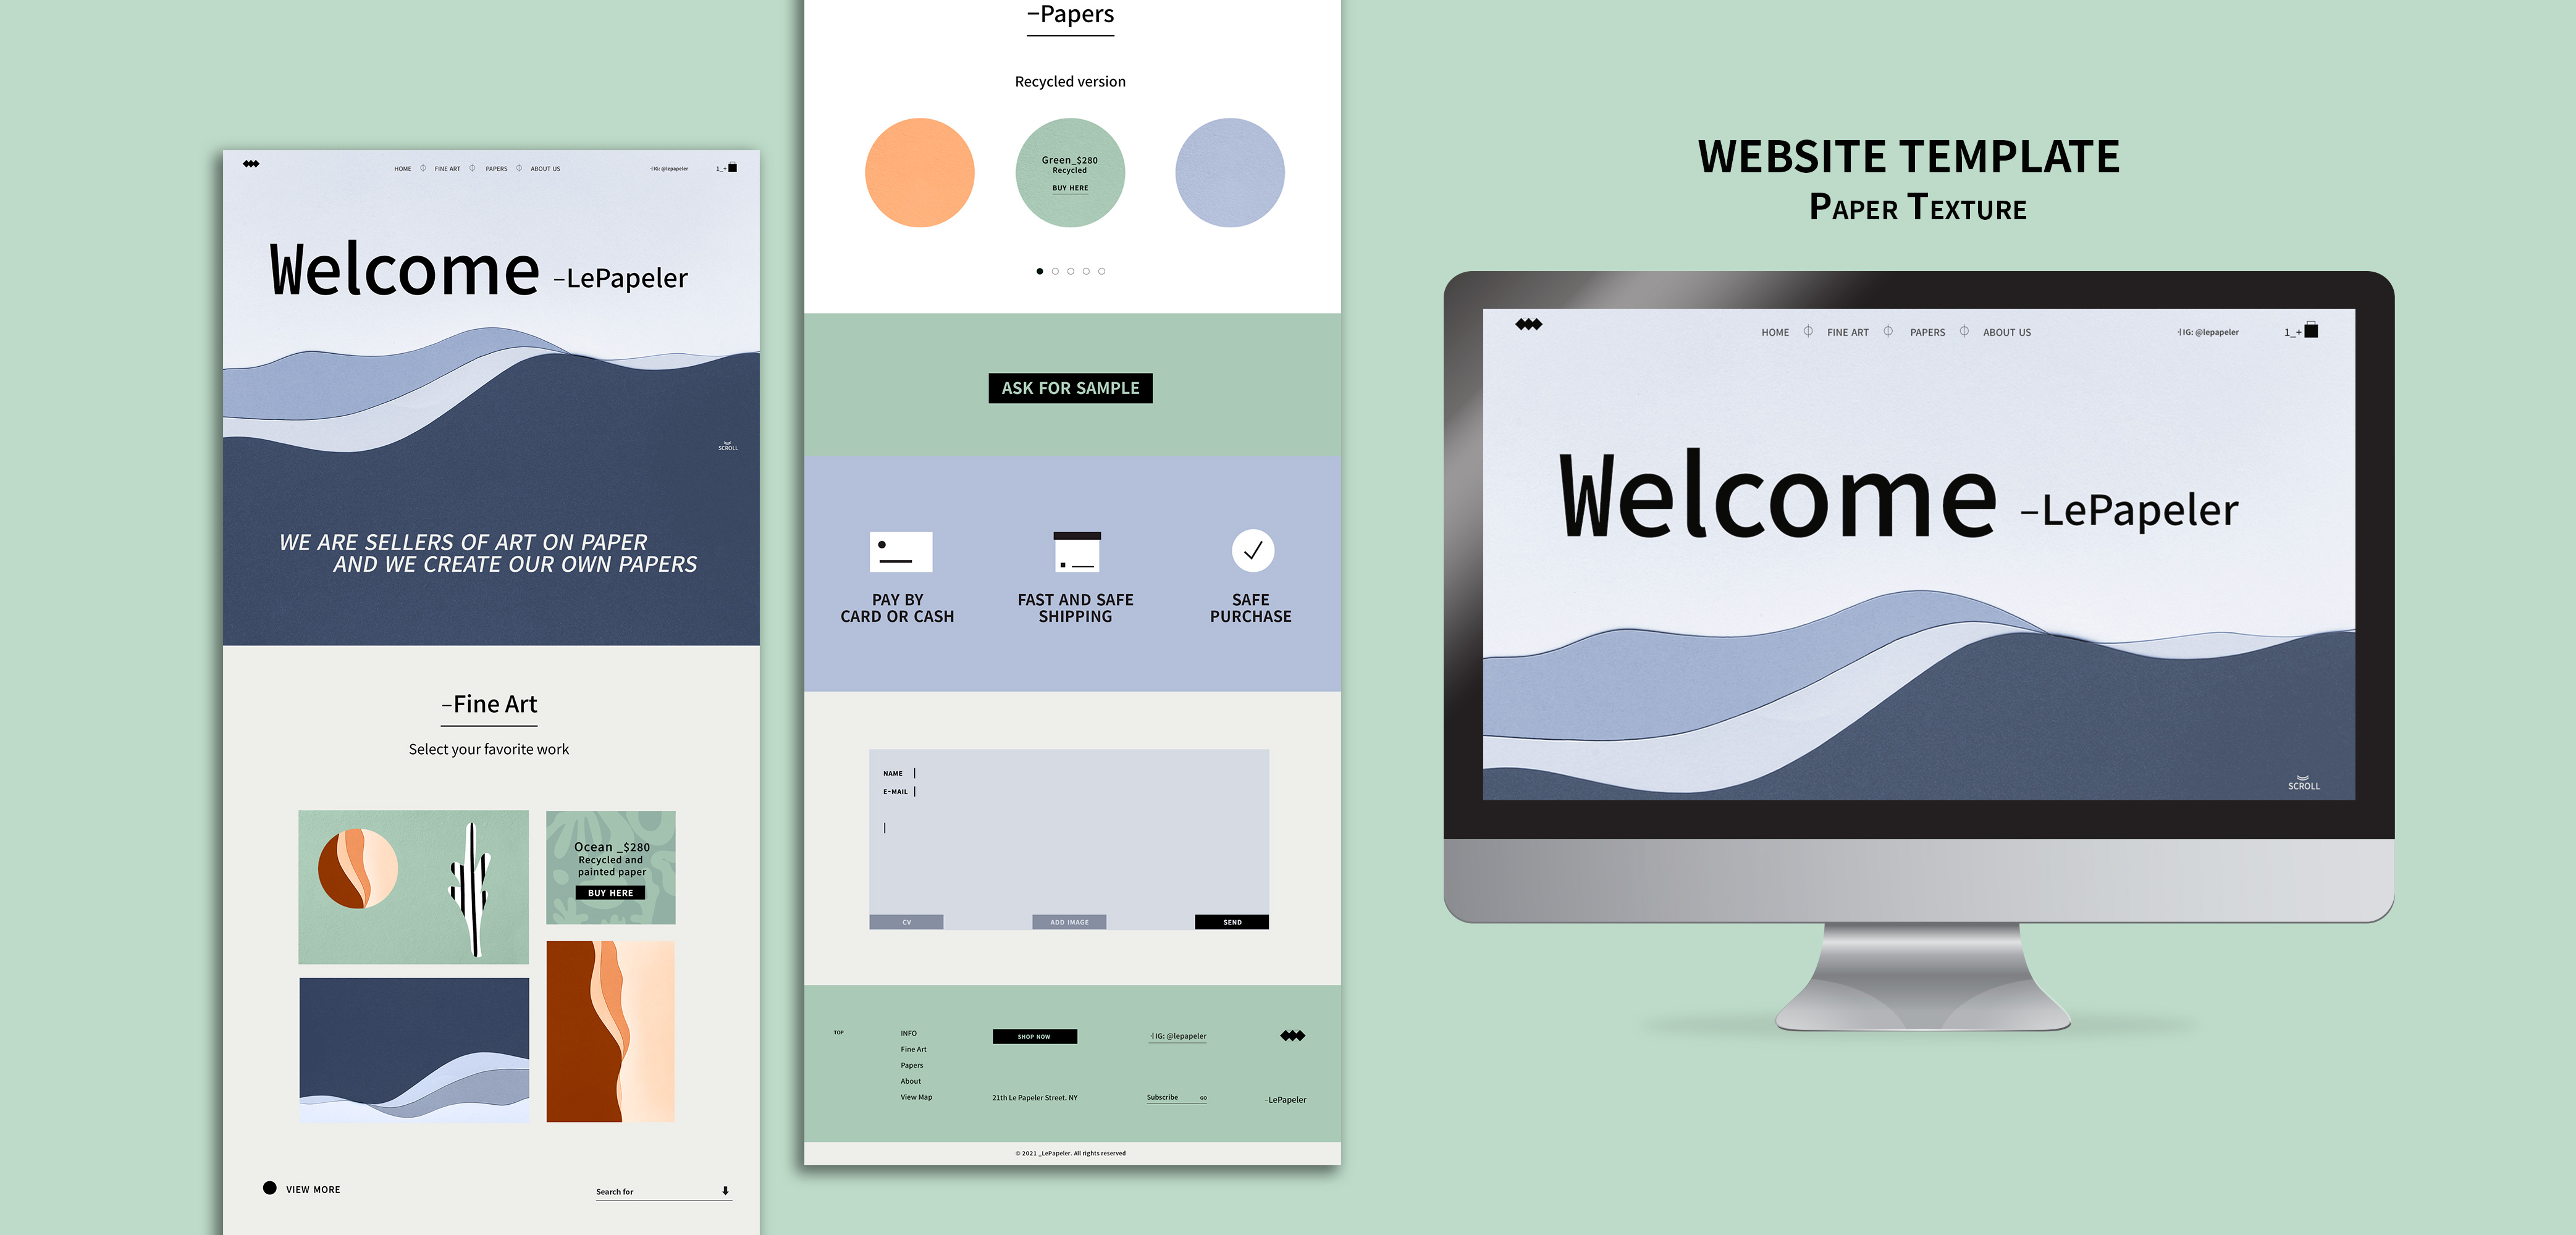 HOME
FINE ART
PAPERS
ABOUT US
IG: @lepapeler
1_+
Welcome –LePapeler
SCROLL
WE ARE SELLERS OF ART ON PAPER
AND WE CREATE OUR OWN PAPERS
–Fine Art
Select your favorite work
Ocean _$280
Recycled and
painted paper
BUY HERE
VIEW MORE
Search for
–Papers
Recycled version
Green_$280
Recycled
BUY HERE
ASK FOR SAMPLE
PAY BY
CARD OR CASH
FAST AND SAFE
SHIPPING
SAFE
PURCHASE
NAME
E-MAIL
CV
ADD IMAGE
SEND
TOP
INFO
Fine Art
Papers
About
View Map
SHOP NOW
21th Le Papeler Street. NY
IG: @lepapeler
Subscribe GO
–LePapeler
© 2021 _LePapeler. All rights reserved
WEBSITE TEMPLATE
PAPER TEXTURE
HOME
FINE ART
PAPERS
ABOUT US
IG: @lepapeler
1_+
Welcome –LePapeler
SCROLL